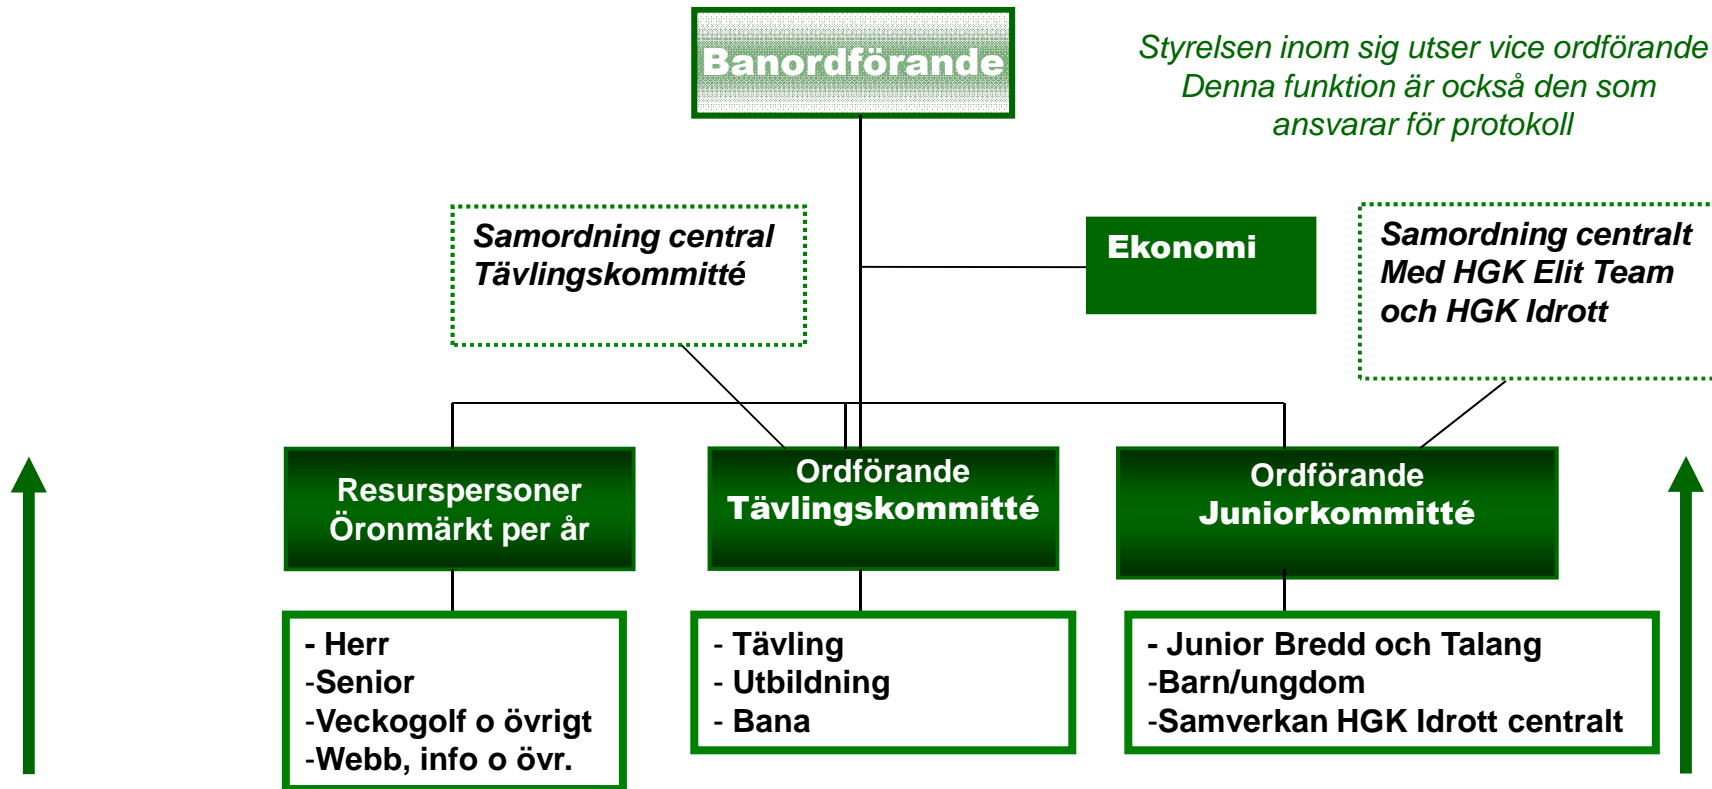 Banordförande
Styrelsen inom sig utser vice ordförande
Denna funktion är också den som
ansvarar för protokoll
Samordning central
Tävlingskommitté
Ekonomi
Samordning centralt
Med HGK Elit Team
och HGK Idrott
Resurspersoner
Öronmärkt per år
Ordförande
Tävlingskommitté
Ordförande
Juniorkommitté
- Herr
-Senior
-Veckogolf o övrigt
-Webb, info o övr.
- Tävling
- Utbildning
- Bana
- Junior Bredd och Talang
-Barn/ungdom
-Samverkan HGK Idrott centralt